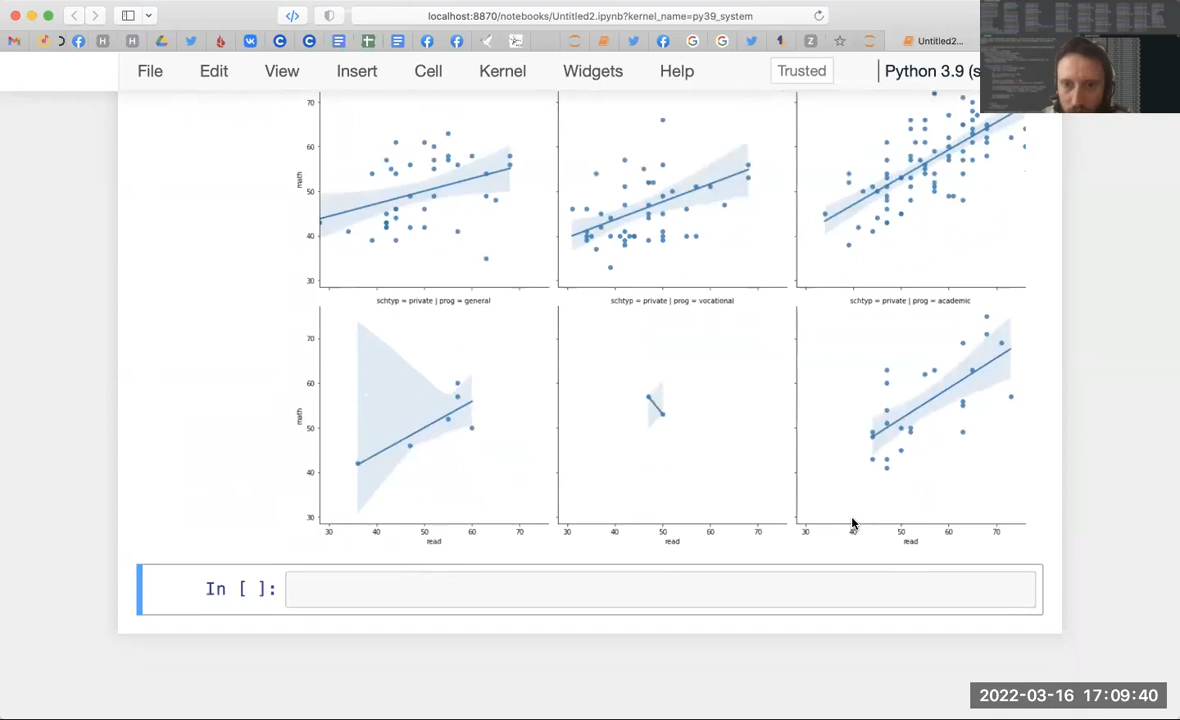 localhost:8870/notebooks/Untitled2.ipynb?kernel_name=py39_system
Untitled2...
File Edit View Insert Cell Kernel Widgets Help Trusted Python 3.9 (s
70
60
50
40
30
math
schtyp = private | prog = general
schtyp = private | prog = vocational
schtyp = private | prog = academic
70
60
50
40
30
math
30 40 50 60 70
30 40 50 60 70
30 40 50 60 70
read
read
read
In [ ]:
2022-03-16 17:09:40